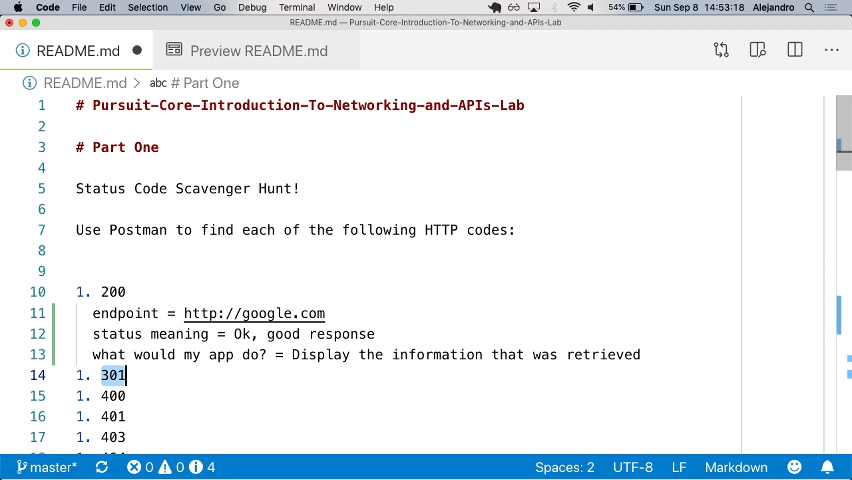 Code File Edit Selection View Go Debug Terminal Window Help 54% Sun Sep 8 14:53:18 Alejandro
README.md — Pursuit-Core-Introduction-To-Networking-and-APIs-Lab
README.md Preview README.md
README.md > abc # Part One
1 # Pursuit-Core-Introduction-To-Networking-and-APIs-Lab
2
3 # Part One
4
5 Status Code Scavenger Hunt!
6
7 Use Postman to find each of the following HTTP codes:
8
9
10 1. 200
11 endpoint = http://google.com
12 status meaning = Ok, good response
13 what would my app do? = Display the information that was retrieved
14 1. 301
15 1. 400
16 1. 401
17 1. 403
master* 0 0 4 Spaces: 2 UTF-8 LF Markdown